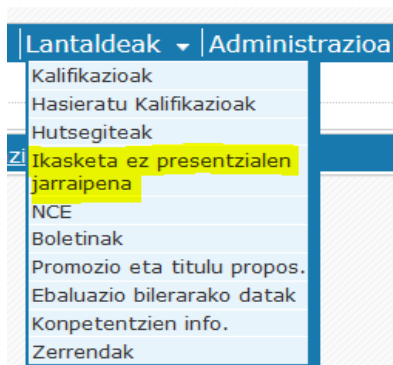 Lantaldeak Administrazioa
Kalifikazioak
Hasieratu Kalifikazioak
Hutsegiteak
zi
Ikasketa ez presentzialen
jarraipena
NCE
Boletinak
Promozio eta titulu propos.
Ebaluazio bilerarako datak
Konpetentzien info.
Zerrendak